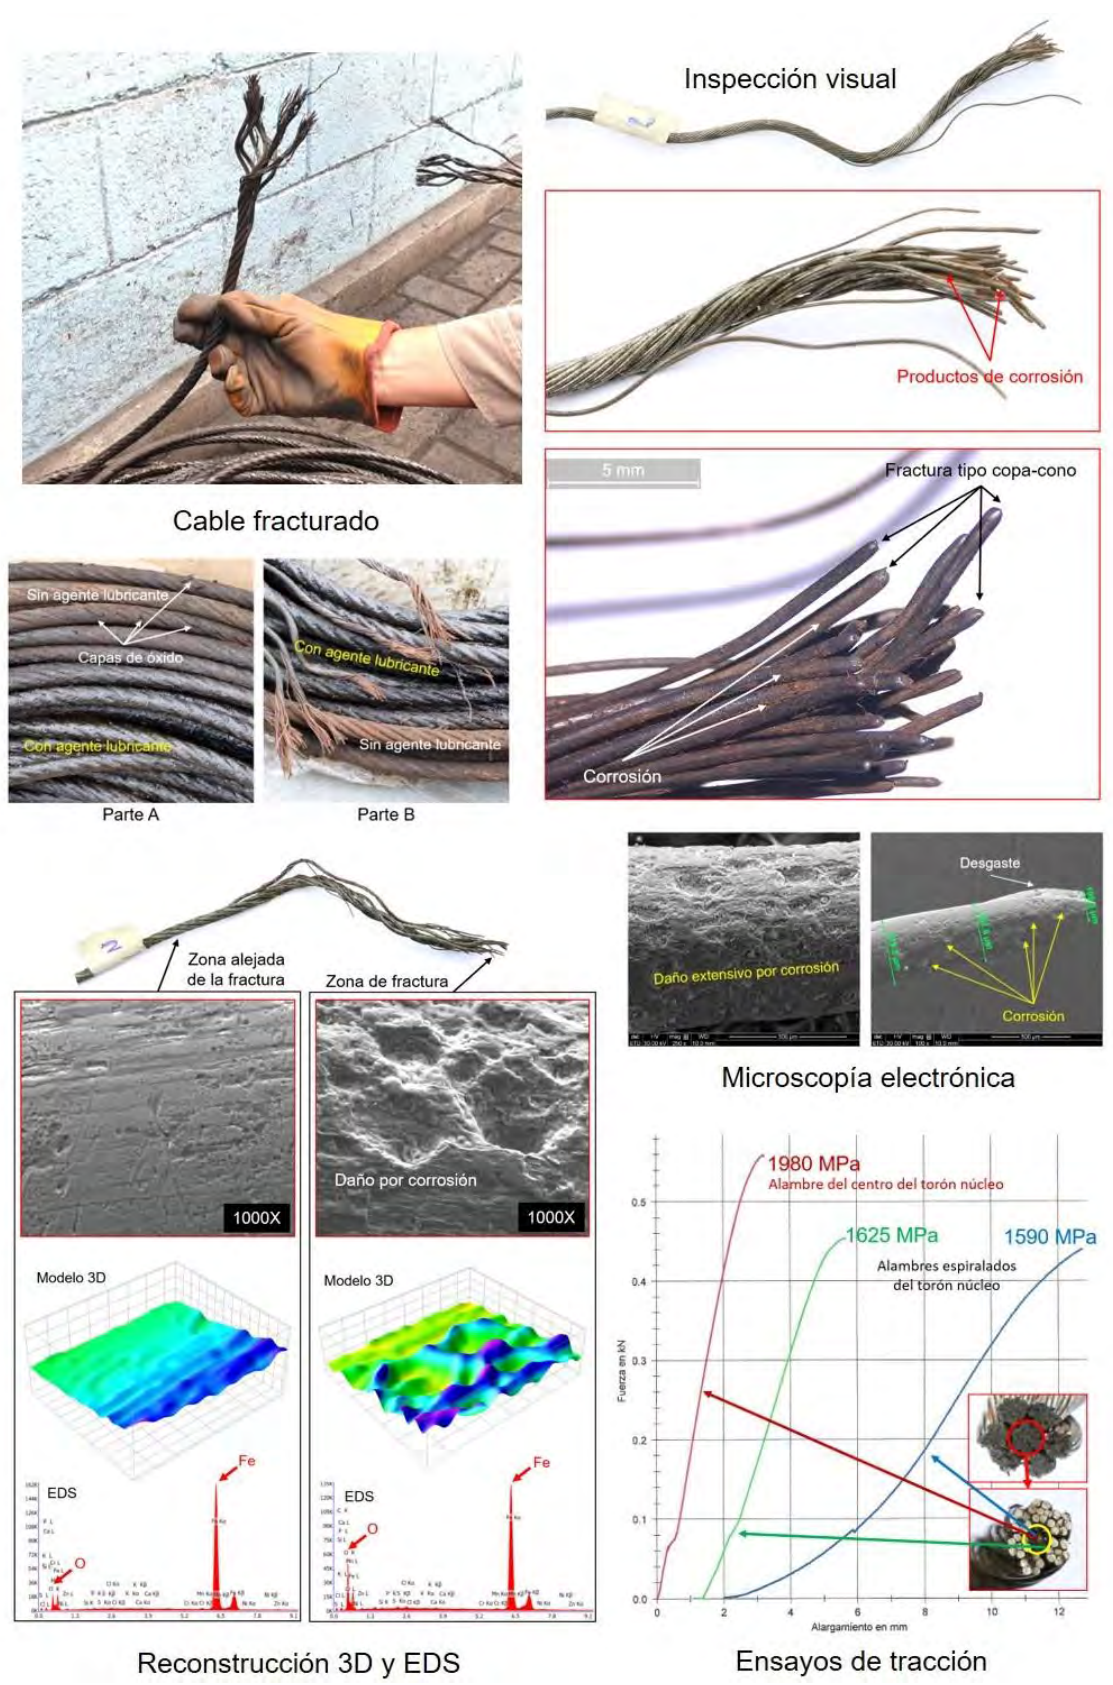 Inspección visual
Productos de corrosión
Cable fracturado
5 mm
Fractura tipo copa-cono
Corrosión
Sin agente lubricante
Capas de óxido
Con agente lubricante
Parte A
Con agente lubricante
Sin agente lubricante
Parte B
Zona alejada
de la fractura
Zona de fractura
1000X
Daño por corrosión
1000X
Modelo 3D
Modelo 3D
EDS
Fe
O
EDS
Fe
O
Reconstrucción 3D y EDS
Daño extensivo por corrosión
Desgaste
Corrosión
Microscopía electrónica
1980 MPa
Alambre del centro del torón núcleo
1625 MPa
1590 MPa
Alambres espiralados
del torón núcleo
Fuerza en kN
0.5
0.4
0.3
0.2
0.1
0.0
0 2 4 6 8 10 12
Alargamiento en mm
Ensayos de tracción